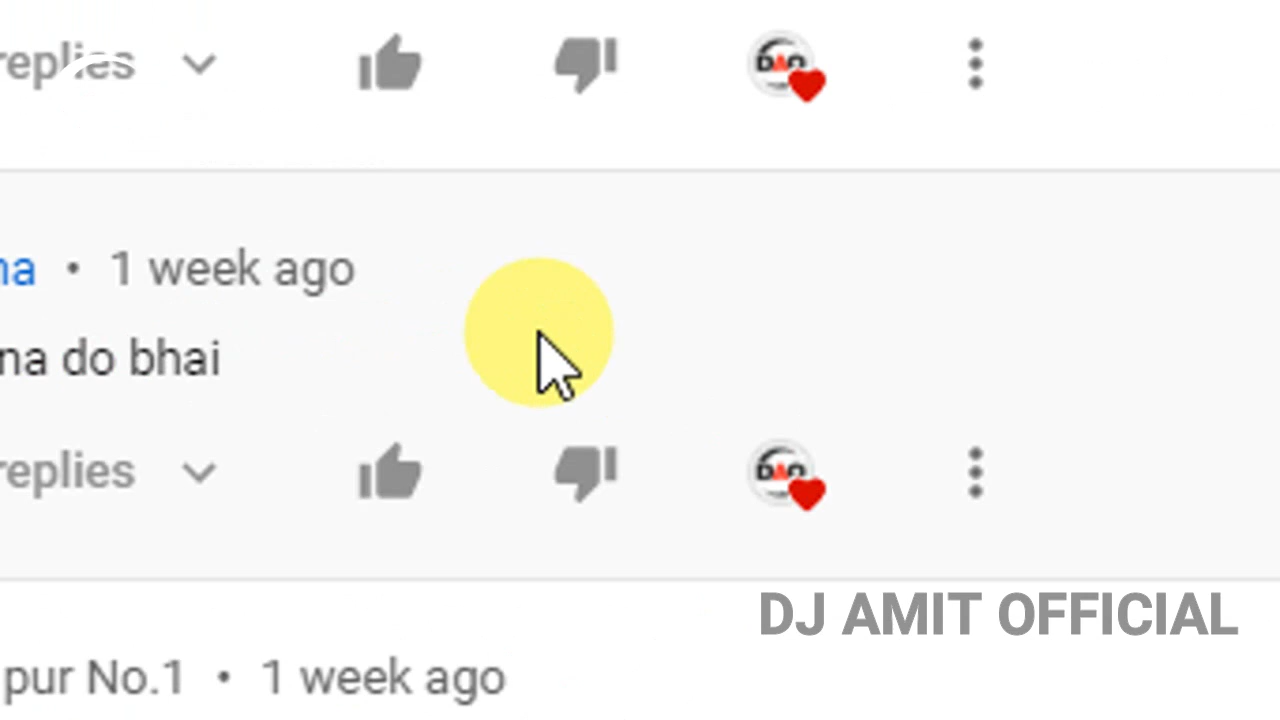 replies
na • 1 week ago
na do bhai
replies
DJ AMIT OFFICIAL
pur No.1 • 1 week ago